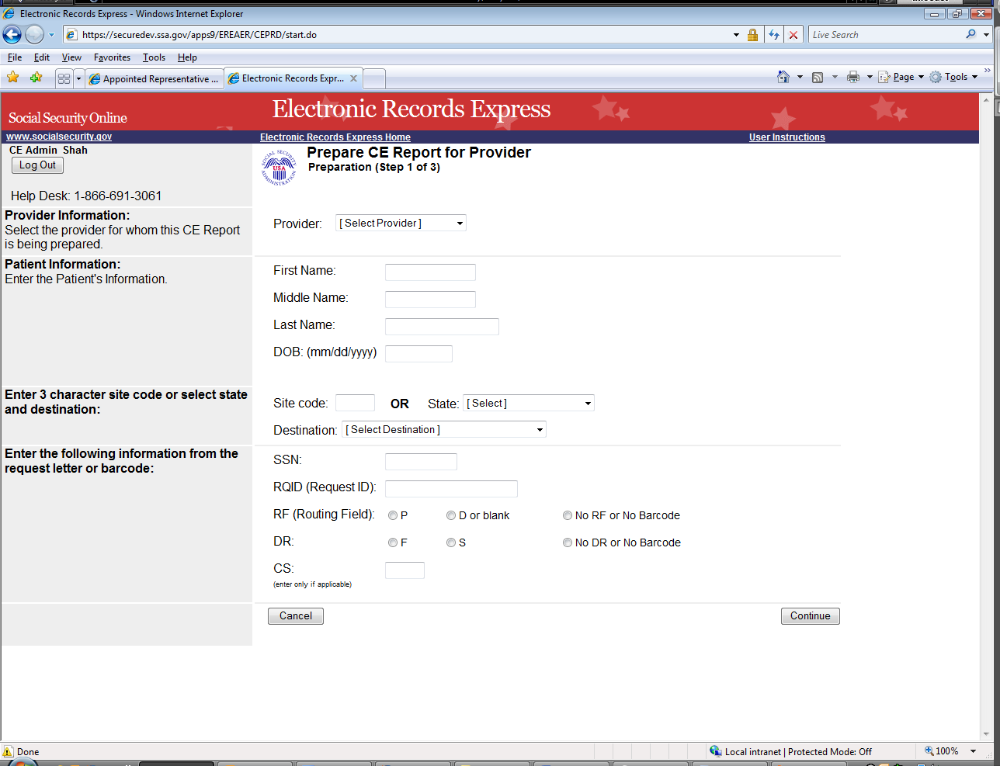 Electronic Records Express - Windows Internet Explorer
https://securedev.ssa.gov/apps9/EREAER/CEPRD/start.do
Live Search
File Edit View Favorites Tools Help
Appointed Representative ... Electronic Records Expr... Page Tools
Social Security Online
Electronic Records Express
www.socialsecurity.gov
Electronic Records Express Home
User Instructions
CE Admin Shah
Log Out
Help Desk: 1-866-691-3061
SOCIAL SECURITY
USA
ADMINISTRATION
Prepare CE Report for Provider
Preparation (Step 1 of 3)
Provider Information:
Select the provider for whom this CE Report
is being prepared.
Provider: [ Select Provider ]
Patient Information:
Enter the Patient's Information.
First Name:
Middle Name:
Last Name:
DOB: (mm/dd/yyyy)
Enter 3 character site code or select state
and destination:
Site code: OR State: [ Select ]
Destination: [ Select Destination ]
Enter the following information from the
request letter or barcode:
SSN:
RQID (Request ID):
RF (Routing Field): P D or blank No RF or No Barcode
DR: F S No DR or No Barcode
CS:
(enter only if applicable)
Cancel
Continue
Done
Local intranet | Protected Mode: Off
100%